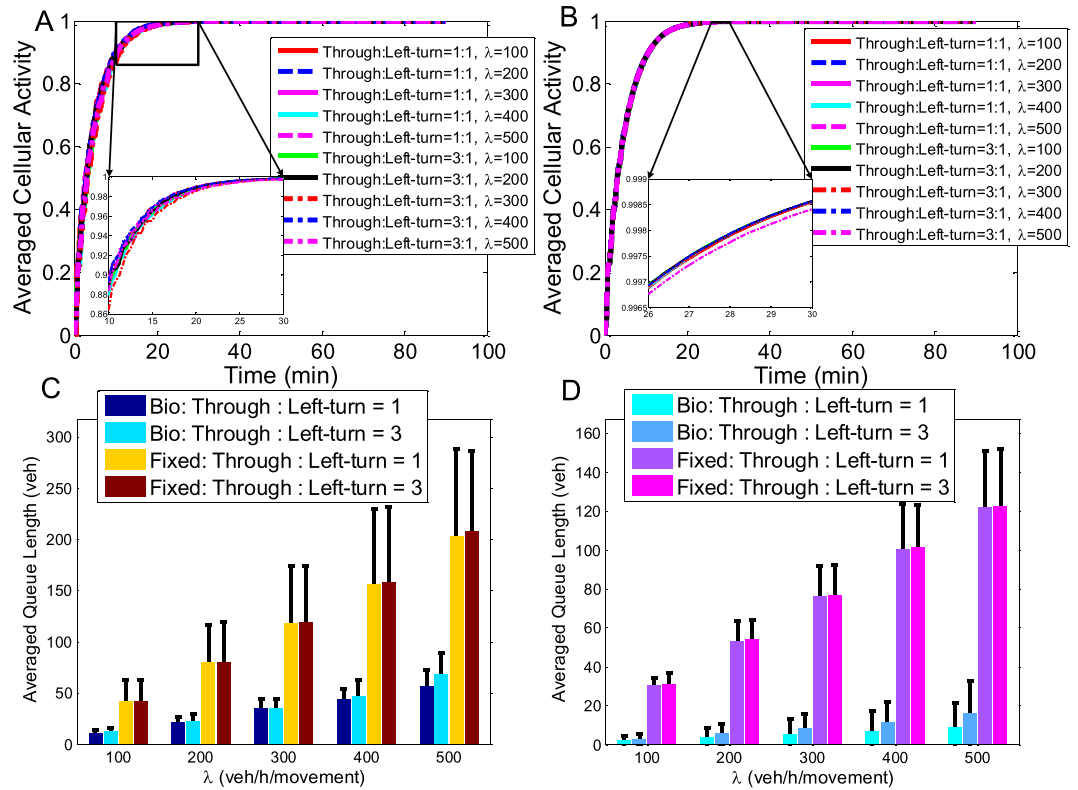 A
Averaged Cellular Activity
1
0.8
0.6
0.4
0.2
0
0 20 40 60 80 100
Time (min)
Through:Left-turn=1:1, λ=100
Through:Left-turn=1:1, λ=200
Through:Left-turn=1:1, λ=300
Through:Left-turn=1:1, λ=400
Through:Left-turn=1:1, λ=500
Through:Left-turn=3:1, λ=100
Through:Left-turn=3:1, λ=200
Through:Left-turn=3:1, λ=300
Through:Left-turn=3:1, λ=400
Through:Left-turn=3:1, λ=500
1
0.98
0.96
0.94
0.92
0.9
0.88
0.86
10 15 20 25 30
B
Averaged Cellular Activity
1
0.8
0.6
0.4
0.2
0
0 20 40 60 80 100
Time (min)
Through:Left-turn=1:1, λ=100
Through:Left-turn=1:1, λ=200
Through:Left-turn=1:1, λ=300
Through:Left-turn=1:1, λ=400
Through:Left-turn=1:1, λ=500
Through:Left-turn=3:1, λ=100
Through:Left-turn=3:1, λ=200
Through:Left-turn=3:1, λ=300
Through:Left-turn=3:1, λ=400
Through:Left-turn=3:1, λ=500
0.999
0.9985
0.998
0.9975
0.997
0.9965
26 27 28 29 30
C
Bio: Through : Left-turn = 1
Bio: Through : Left-turn = 3
Fixed: Through : Left-turn = 1
Fixed: Through : Left-turn = 3
Averaged Queue Length (veh)
300
250
200
150
100
50
0
100 200 300 400 500
λ (veh/h/movement)
D
Bio: Through : Left-turn = 1
Bio: Through : Left-turn = 3
Fixed: Through : Left-turn = 1
Fixed: Through : Left-turn = 3
Averaged Queue Length (veh)
160
140
120
100
80
60
40
20
0
100 200 300 400 500
λ (veh/h/movement)